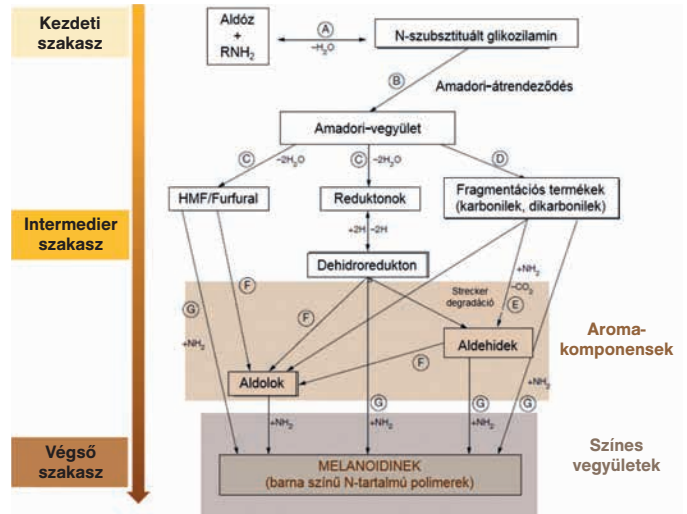 Kezdeti
szakasz
Aldóz
+
RNH₂
A
–H₂O
N-szubsztituált glikozilamin
B
Amadori–átrendeződés
Amadori–vegyület
C
–2H₂O
C
–2H₂O
D
HMF/Furfural
Reduktonok
Fragmentációs termékek
(karbonilek, dikarbonilek)
Intermedier
szakasz
+2H
–2H
Dehidroredukton
F
G
+NH₂
F
Strecker
degradáció
+NH₂
–CO₂
E
Aroma-
komponensek
Aldehidek
F
Aldolok
+NH₂
G
+NH₂
G
+NH₂
+NH₂
G
Végső
szakasz
Színes
vegyületek
MELANOIDINEK
(barna színű N-tartalmú polimerek)